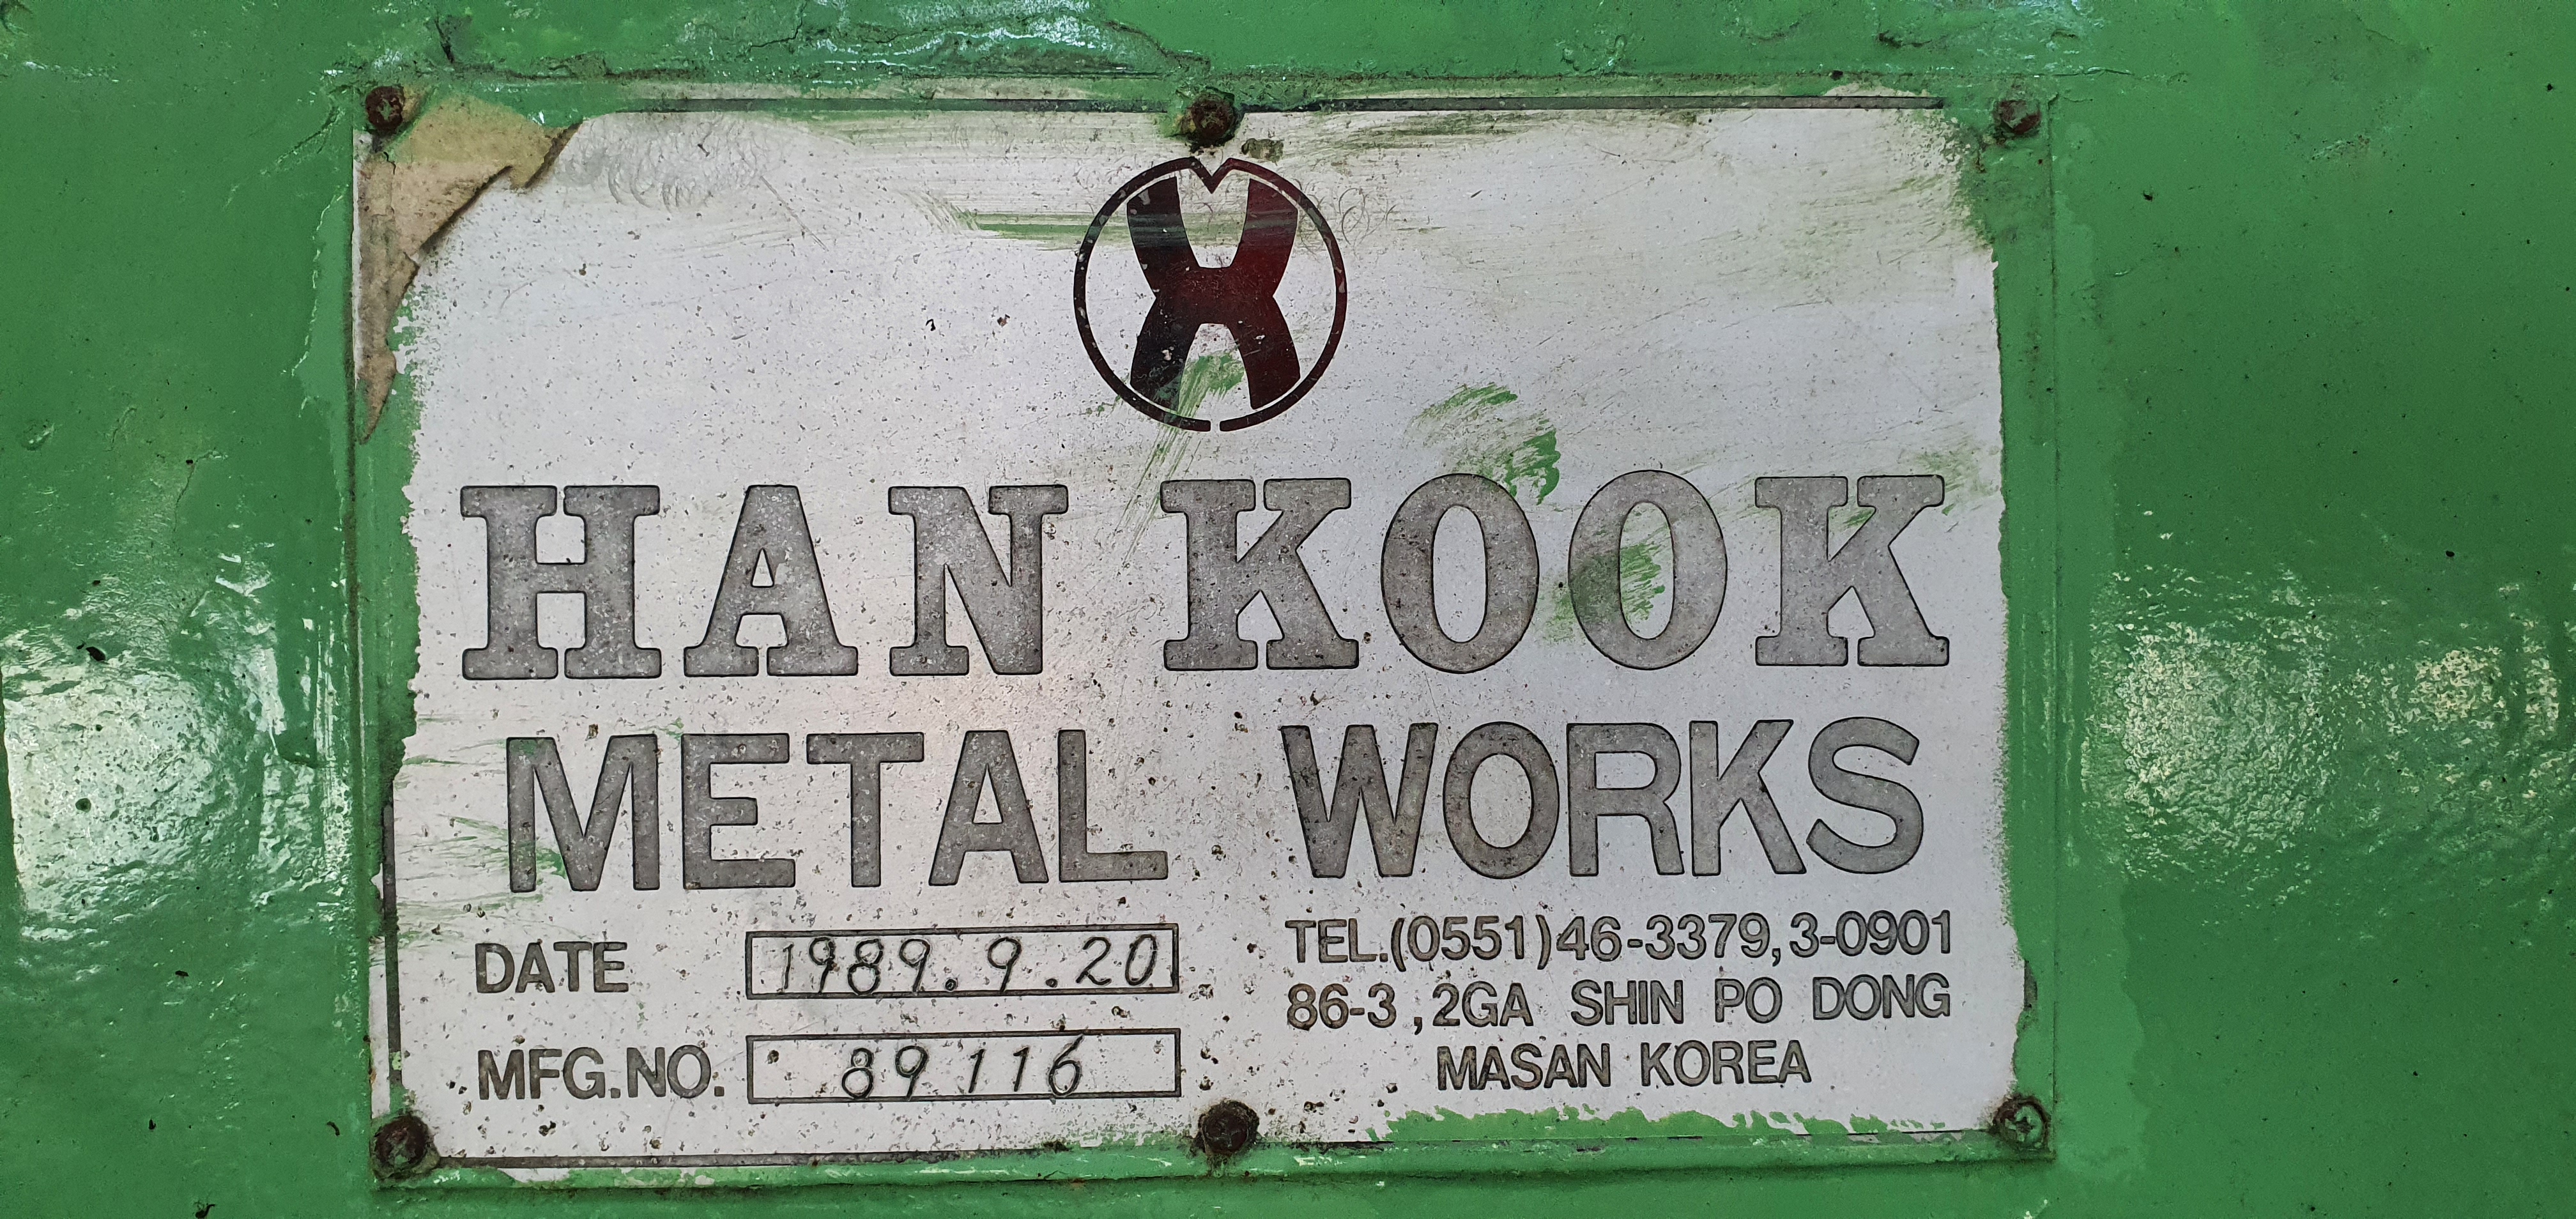 HAN KOOK
METAL WORKS
DATE 1989.9.20
MFG.NO. 89116
TEL.(0551)46-3379,3-0901
86-3,2GA SHIN PO DONG
MASAN KOREA